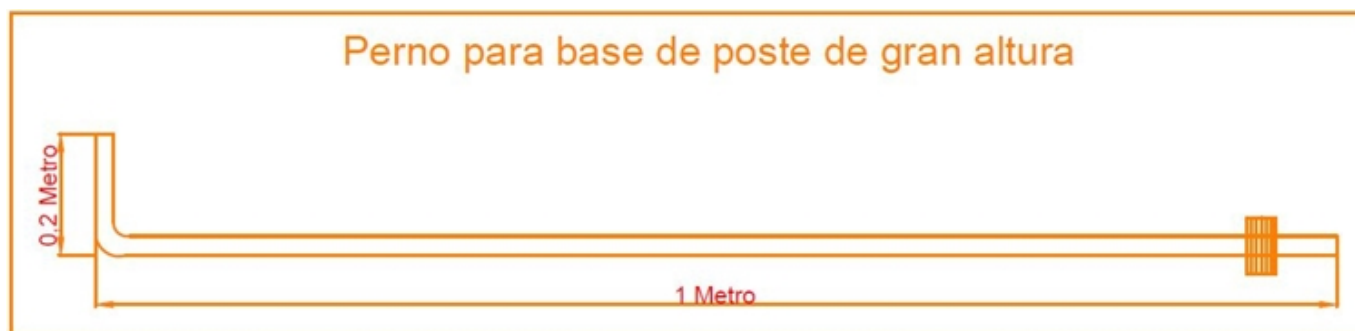 Perno para base de poste de gran altura
0,2 Metro
1 Metro